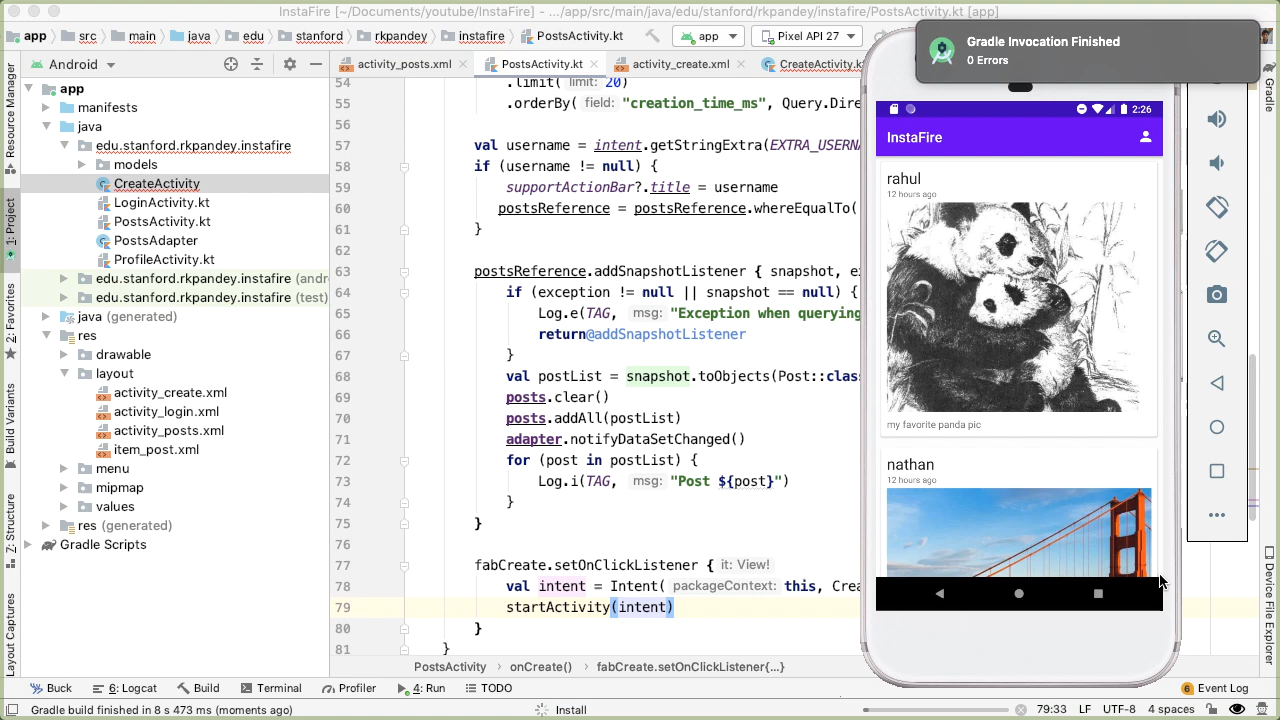 InstaFire [~/Documents/youtube/InstaFire] - .../app/src/main/java/edu/stanford/rkpandey/instafire/PostsActivity.kt [app]
app
src
main
java
edu
stanford
rkpandey
instafire
PostsActivity.kt
app
Pixel API 27
Gradle Invocation Finished
0 Errors
Android
activity_posts.xml
PostsActivity.kt
activity_create.xml
CreateActivity.kt
Resource Manager
1: Project
2: Favorites
Build Variants
Z: Structure
Layout Captures
app
manifests
java
edu.stanford.rkpandey.instafire
models
CreateActivity
LoginActivity.kt
PostsActivity.kt
PostsAdapter
ProfileActivity.kt
edu.stanford.rkpandey.instafire (andr
edu.stanford.rkpandey.instafire (test)
java (generated)
res
drawable
layout
activity_create.xml
activity_login.xml
activity_posts.xml
item_post.xml
menu
mipmap
values
res (generated)
Gradle Scripts
54 .limit( limit: 20)
55 .orderBy( field: "creation_time_ms", Query.Dire
56
57 val username = intent.getStringExtra(EXTRA_USERNA
58 if (username != null) {
59 supportActionBar?.title = username
60 postsReference = postsReference.whereEqualTo(
61 }
62
63 postsReference.addSnapshotListener { snapshot, ex
64 if (exception != null || snapshot == null) {
65 Log.e(TAG, msg: "Exception when querying
66 return@addSnapshotListener
67 }
68 val postList = snapshot.toObjects(Post::clas
69 posts.clear()
70 posts.addAll(postList)
71 adapter.notifyDataSetChanged()
72 for (post in postList) {
73 Log.i(TAG, msg: "Post ${post}")
74 }
75 }
76
77 fabCreate.setOnClickListener { it: View!
78 val intent = Intent( packageContext: this, Crea
79 startActivity(intent)
80 }
81 }
PostsActivity
onCreate()
fabCreate.setOnClickListener{...}
2:26
InstaFire
rahul
12 hours ago
my favorite panda pic
nathan
12 hours ago
Gradle
Device File Explorer
Buck
6: Logcat
Build
Terminal
Profiler
4: Run
TODO
6 Event Log
Gradle build finished in 8 s 473 ms (moments ago)
Install
79:33
LF
UTF-8
4 spaces